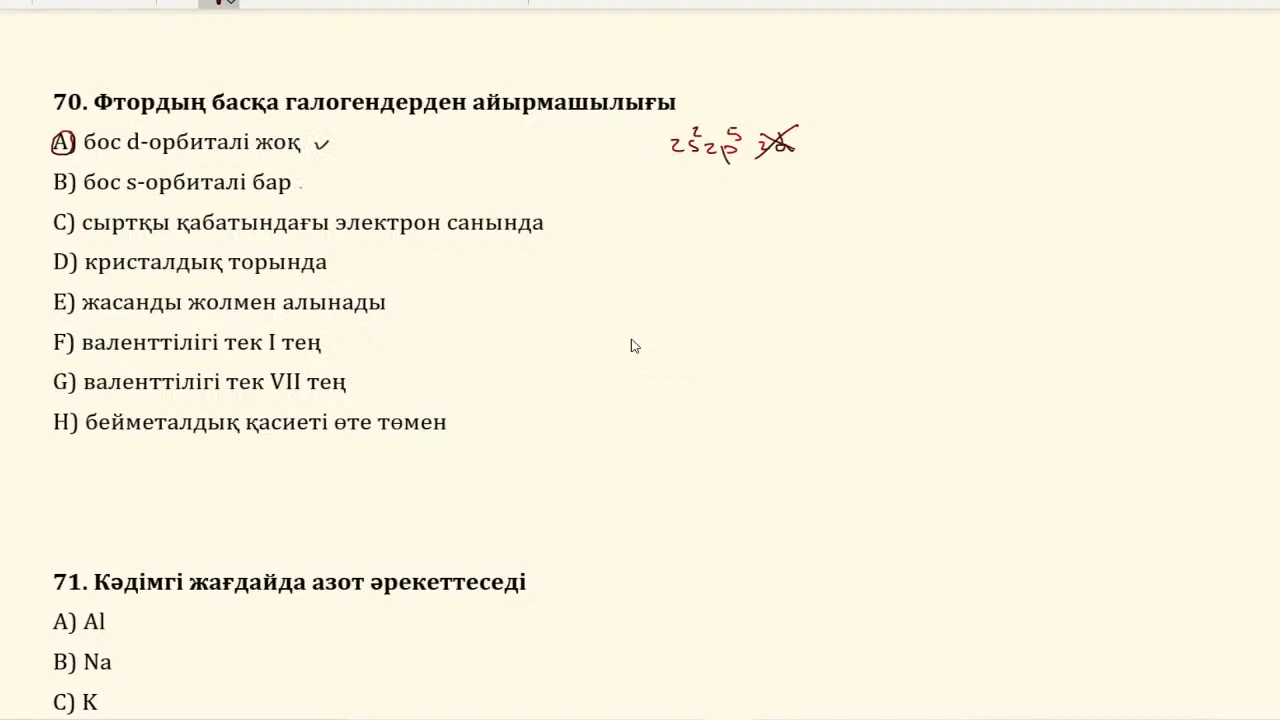 70. Фтордың басқа галогендерден айырмашылығы
A) бос d-орбиталі жоқ ✓ 2s²2p⁵
B) бос s-орбиталі бар
C) сыртқы қабатындағы электрон санында
D) кристалдық торында
E) жасанды жолмен алынады
F) валенттілігі тек I тең
G) валенттілігі тек VII тең
H) бейметалдық қасиеті өте төмен
71. Кәдімгі жағдайда азот әрекеттеседі
A) Al
B) Na
C) K